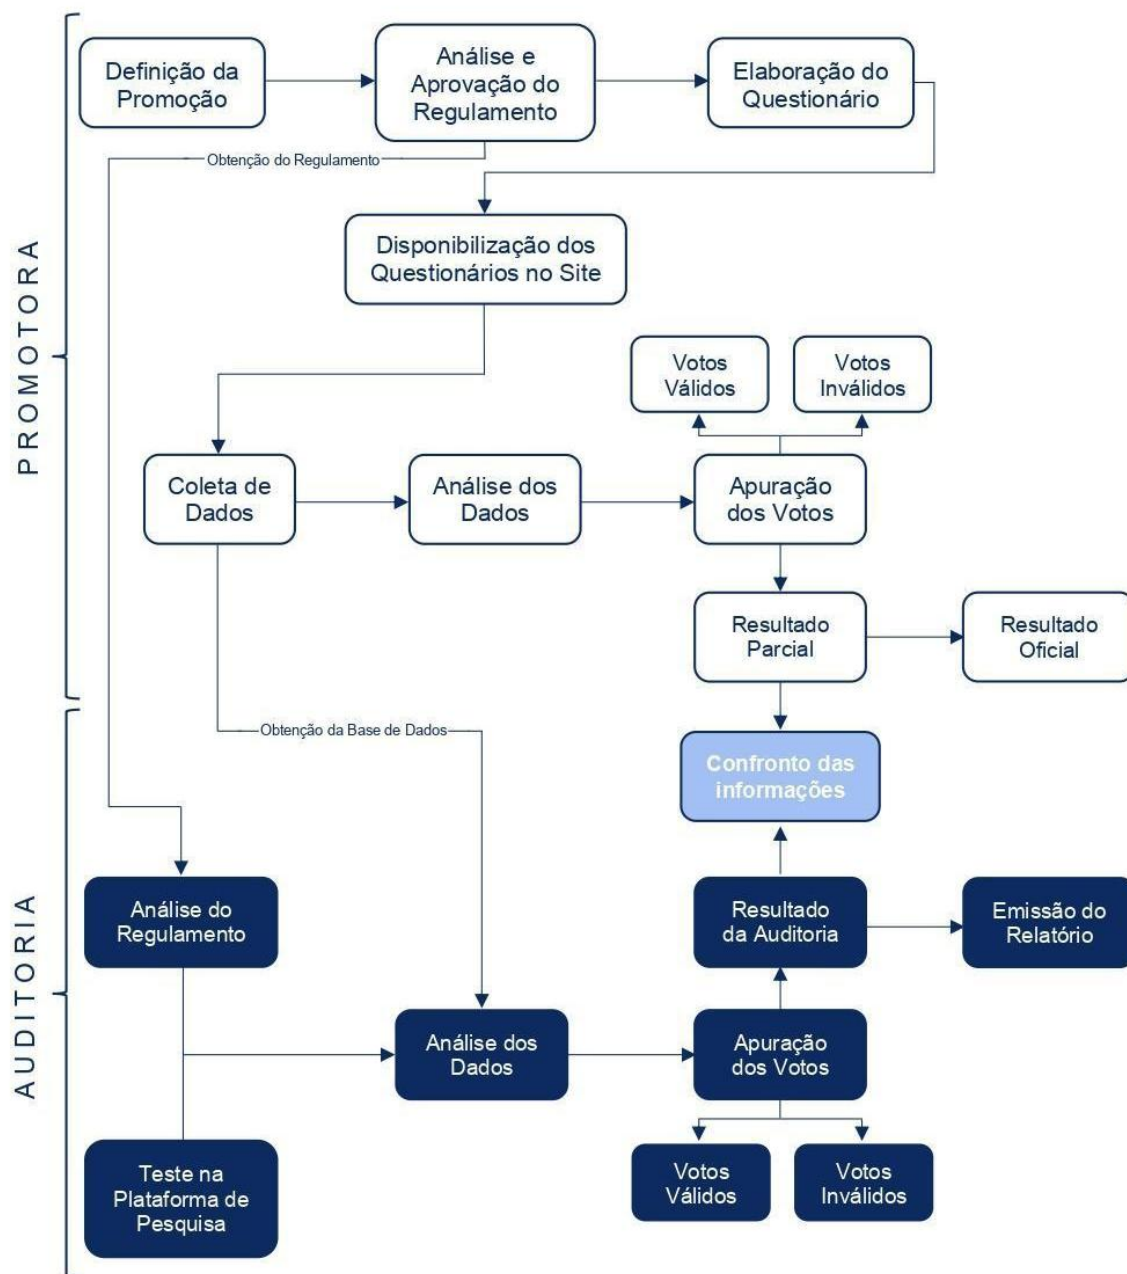 PROMOTORA
Definição da
Promoção
Análise e
Aprovação do
Regulamento
Elaboração do
Questionário
Obtenção do Regulamento
Disponibilização dos
Questionários no Site
Votos
Válidos
Votos
Inválidos
Coleta de
Dados
Análise dos
Dados
Apuração
dos Votos
Resultado
Parcial
Resultado
Oficial
Obtenção da Base de Dados
Confronto das
informações
AUDITORIA
Análise do
Regulamento
Resultado
da Auditoria
Emissão do
Relatório
Análise dos
Dados
Apuração
dos Votos
Teste na
Plataforma de
Pesquisa
Votos
Válidos
Votos
Inválidos